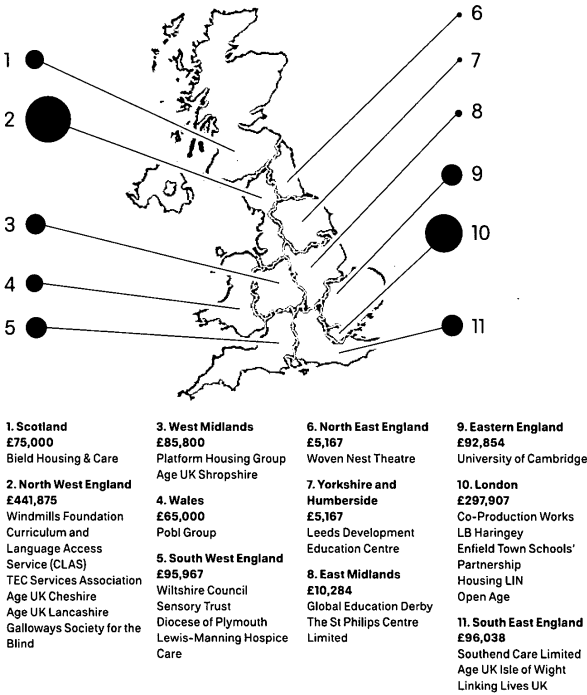 1
2
3
4
5
6
7
8
9
10
11
1. Scotland
£75,000
Bield Housing & Care
2. North West England
£441,875
Windmills Foundation
Curriculum and
Language Access
Service (CLAS)
TEC Services Association
Age UK Cheshire
Age UK Lancashire
Galloways Society for the
Blind
3. West Midlands
£85,800
Platform Housing Group
Age UK Shropshire
4. Wales
£65,000
Pobl Group
5. South West England
£95,967
Wiltshire Council
Sensory Trust
Diocese of Plymouth
Lewis-Manning Hospice
Care
6. North East England
£5,167
Woven Nest Theatre
7. Yorkshire and
Humberside
£5,167
Leeds Development
Education Centre
8. East Midlands
£10,284
Global Education Derby
The St Philips Centre
Limited
9. Eastern England
£92,854
University of Cambridge
10. London
£297,907
Co-Production Works
LB Haringey
Enfield Town Schools'
Partnership
Housing LIN
Open Age
11. South East England
£96,038
Southend Care Limited
Age UK Isle of Wight
Linking Lives UK